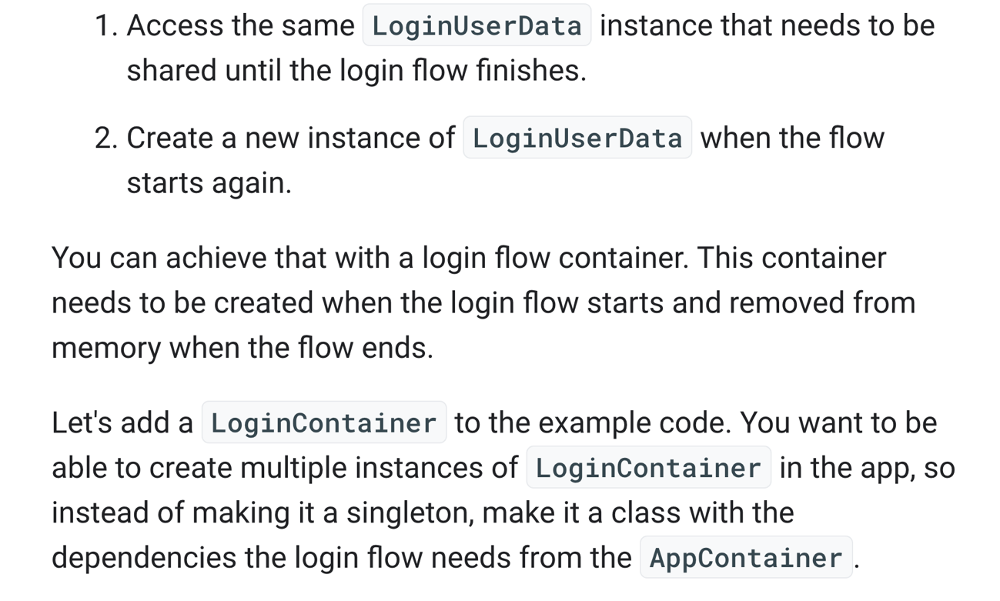 1. Access the same LoginUserData instance that needs to be
shared until the login flow finishes.
2. Create a new instance of LoginUserData when the flow
starts again.
You can achieve that with a login flow container. This container
needs to be created when the login flow starts and removed from
memory when the flow ends.
Let's add a LoginContainer to the example code. You want to be
able to create multiple instances of LoginContainer in the app, so
instead of making it a singleton, make it a class with the
dependencies the login flow needs from the AppContainer.